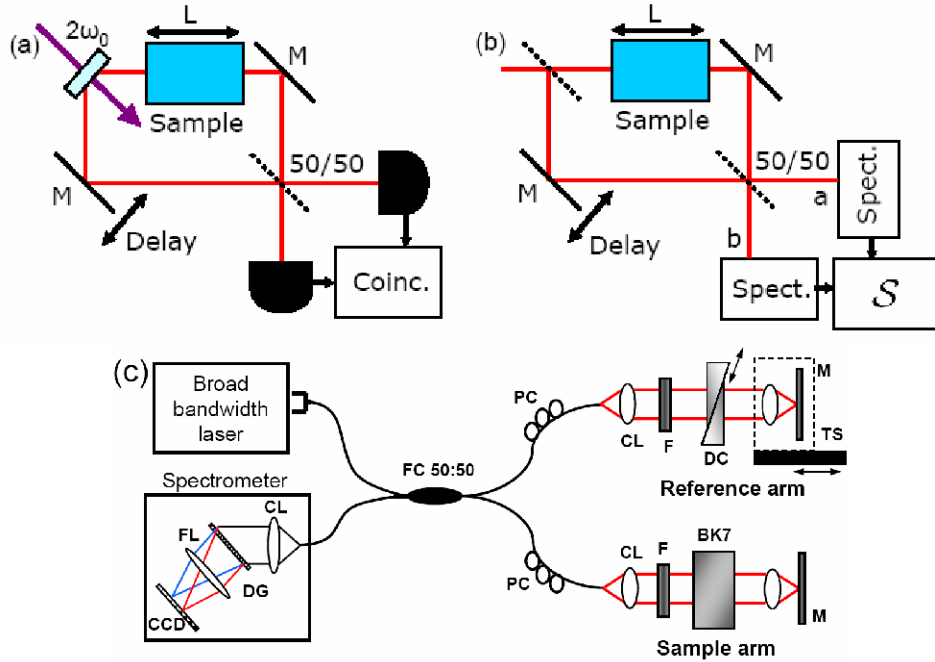 (a)
2ω₀
L
M
Sample
50/50
M
Delay
Coinc.
(b)
L
M
Sample
50/50
a
Spect.
M
Delay
b
Spect.
S
(c)
Broad
bandwidth
laser
PC
CL
F
DC
M
TS
Reference arm
FC 50:50
Spectrometer
CL
FL
DG
CCD
PC
CL
F
BK7
M
Sample arm